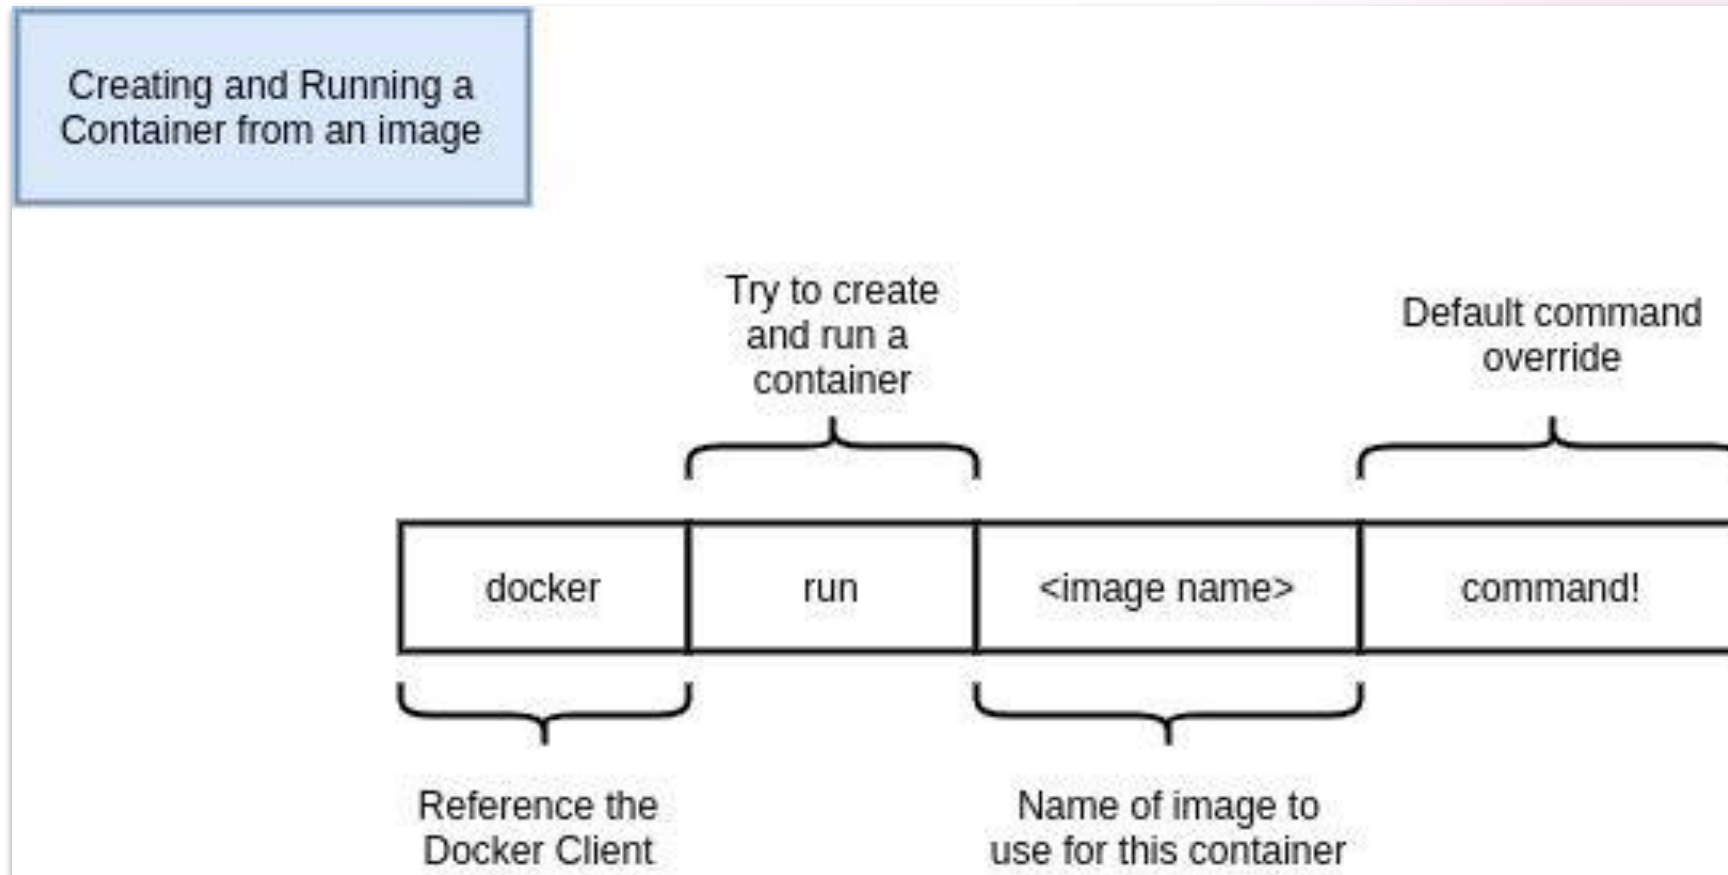 Creating and Running a
Container from an image
Try to create
and run a
container
Default command
override
docker
run
<image name>
command!
Reference the
Docker Client
Name of image to
use for this container